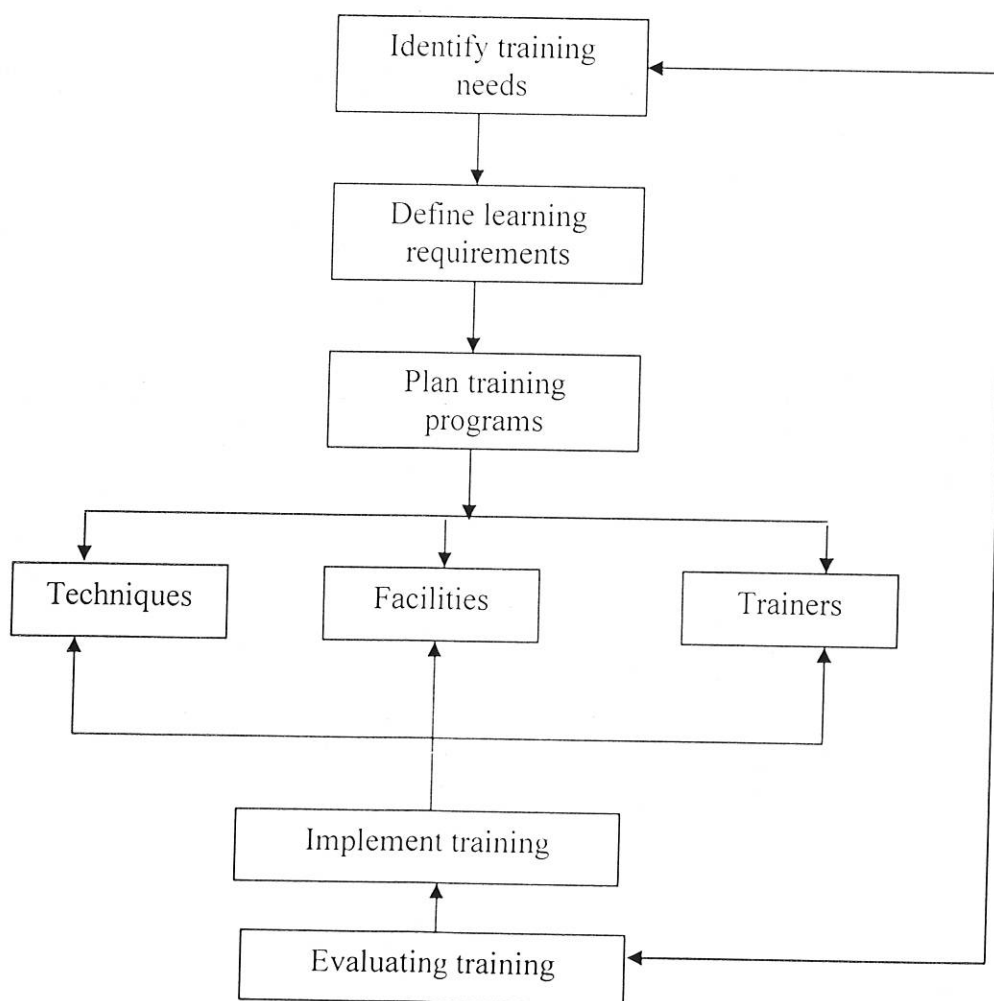 Identify training
needs
Define learning
requirements
Plan training
programs
Techniques
Facilities
Trainers
Implement training
Evaluating training